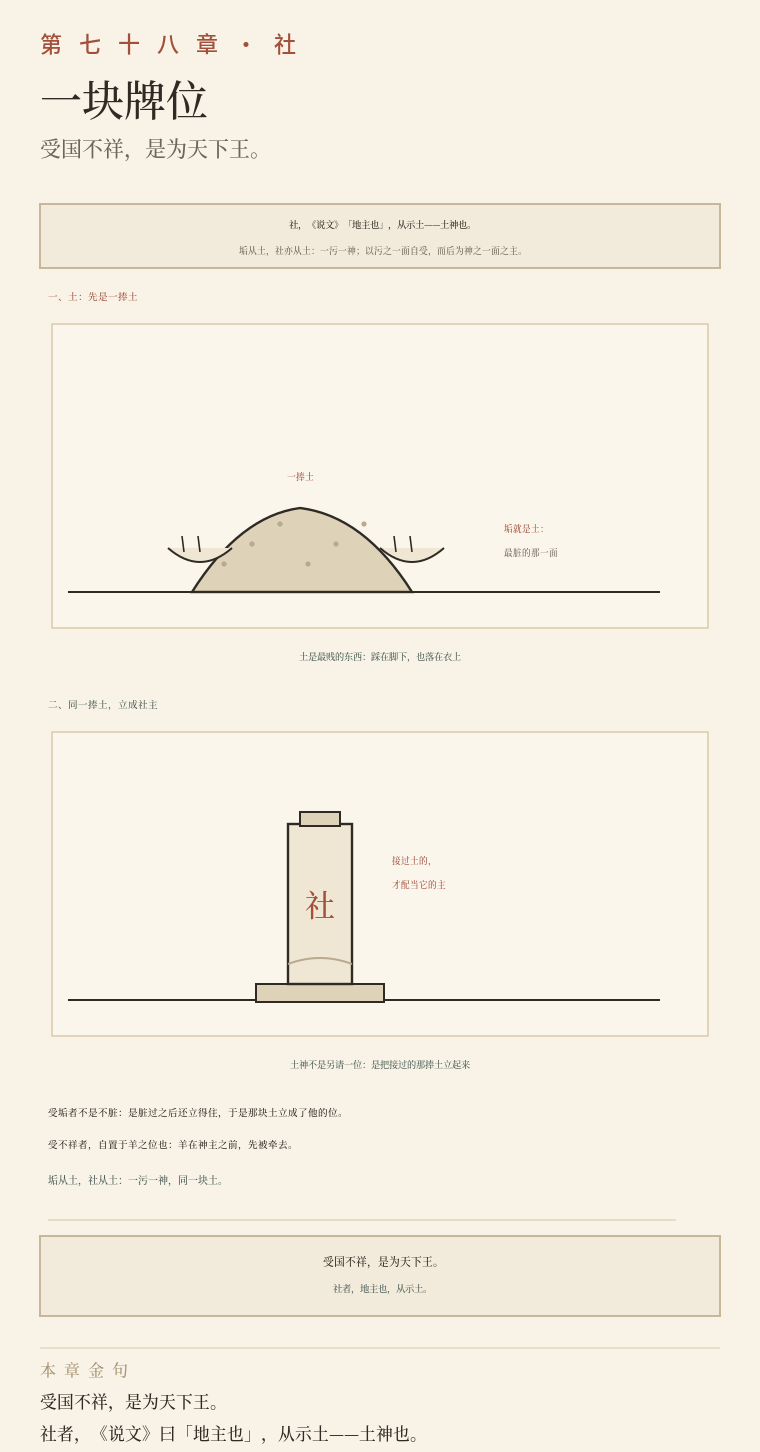 第七十八章·社
一块牌位
受国不祥，是为天下王。
社，《说文》「地主也」，从示土——土神也。
垢从土，社亦从土：一污一神；以污之一面自受，而后为神之一面之主。
一、土：先是一捧土
一捧土
垢就是土：
最脏的那一面
土是最贱的东西：踩在脚下，也落在衣上
二、同一捧土，立成社主
接过土的，
才配当它的主
社
土神不是另请一位：是把接过的那捧土立起来
受垢者不是不脏：是脏过之后还立得住，于是那块土立成了他的位。
受不祥者，自置于羊之位也：羊在神主之前，先被牵去。
垢从土，社从土：一污一神，同一块土。
受国不祥，是为天下王。
社者，地主也，从示土。
本章金句
受国不祥，是为天下王。
社者，《说文》曰「地主也」，从示土——土神也。